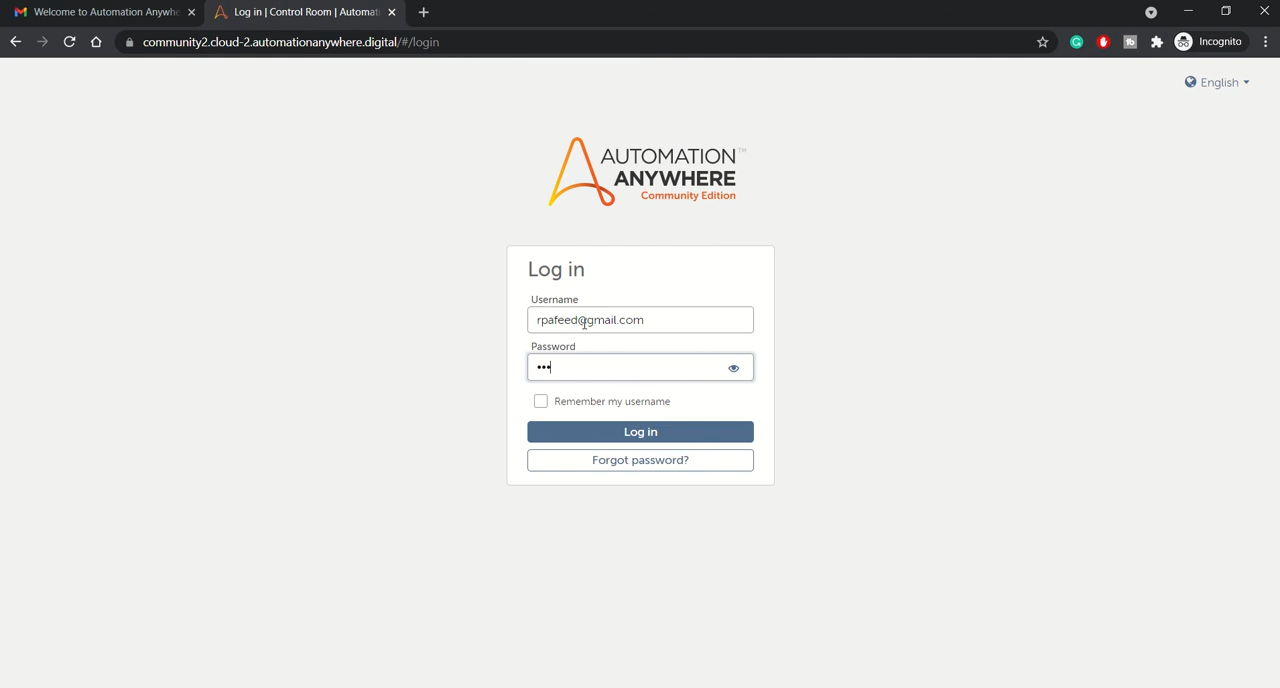 Welcome to Automation Anywhe
Log in | Control Room | Automati
community2.cloud-2.automationanywhere.digital/#/login
Incognito
English
AUTOMATION™
ANYWHERE
Community Edition
Log in
Username
rpafeed@gmail.com
Password
•••
Remember my username
Log in
Forgot password?